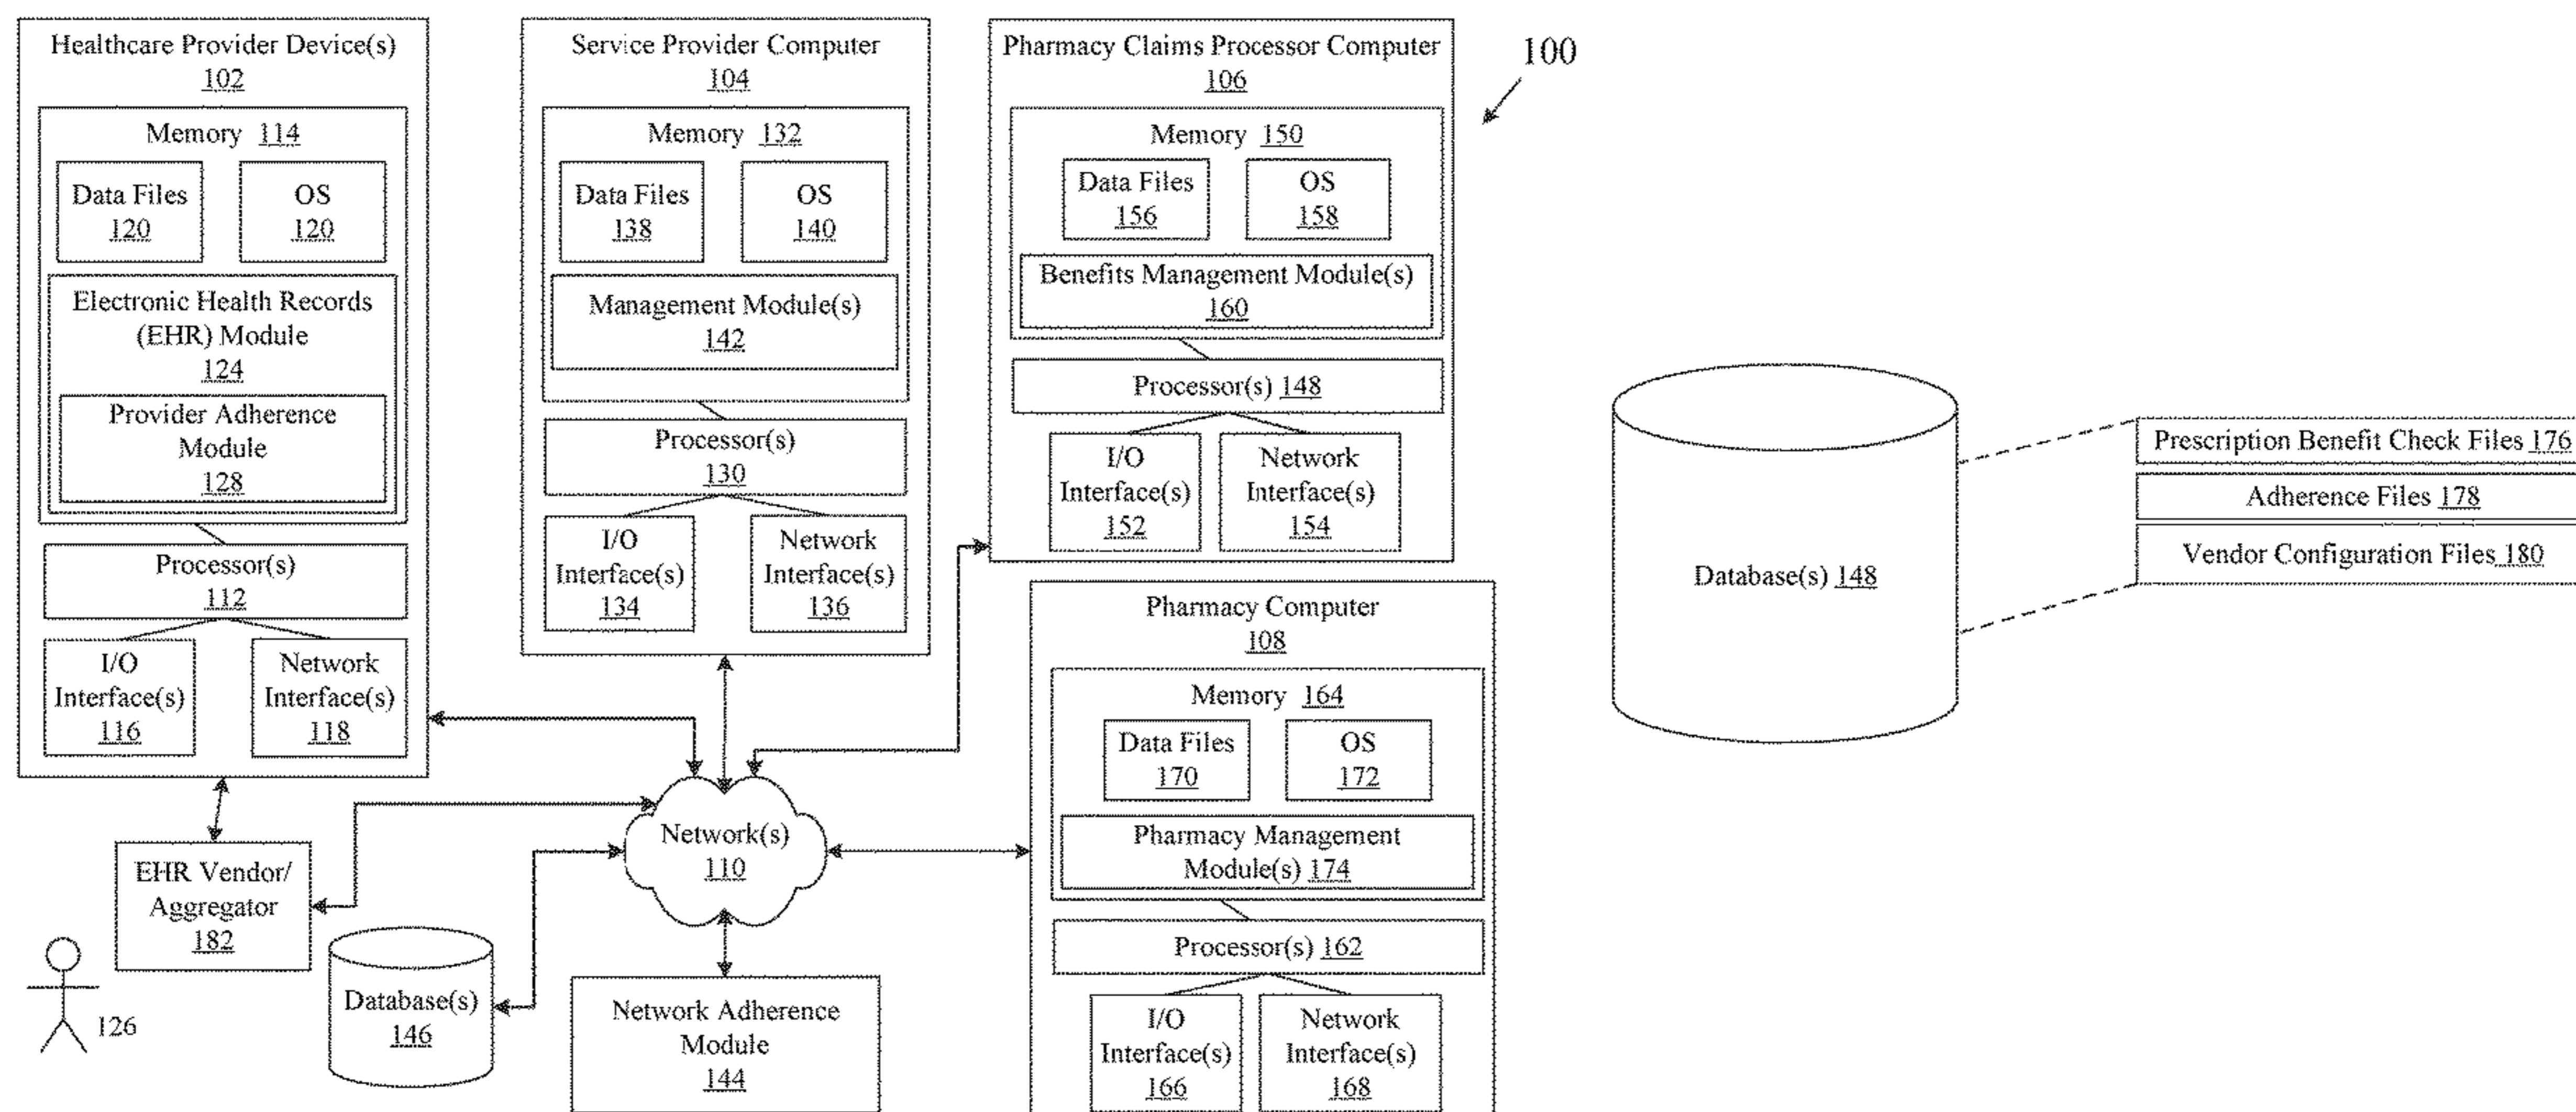 Healthcare Provider Device(s)
102
Memory 114
Data Files
120
OS
120
Electronic Health Records
(EHR) Module
124
Provider Adherence
Module
128
Processor(s)
112
I/O
Interface(s)
116
Network
Interface(s)
118
Service Provider Computer
104
Memory 132
Data Files
138
OS
140
Management Module(s)
142
Processor(s)
130
I/O
Interface(s)
134
Network
Interface(s)
136
Pharmacy Claims Processor Computer
106
Memory 150
Data Files
156
OS
158
Benefits Management Module(s)
160
Processor(s) 148
I/O
Interface(s)
152
Network
Interface(s)
154
100
Pharmacy Computer
108
Memory 164
Data Files
170
OS
172
Pharmacy Management
Module(s) 174
Processor(s) 162
I/O
Interface(s)
166
Network
Interface(s)
168
Network(s)
110
EHR Vendor/
Aggregator
182
126
Database(s)
146
Network Adherence
Module
144
Database(s) 148
Prescription Benefit Check Files 176
Adherence Files 178
Vendor Configuration Files 180